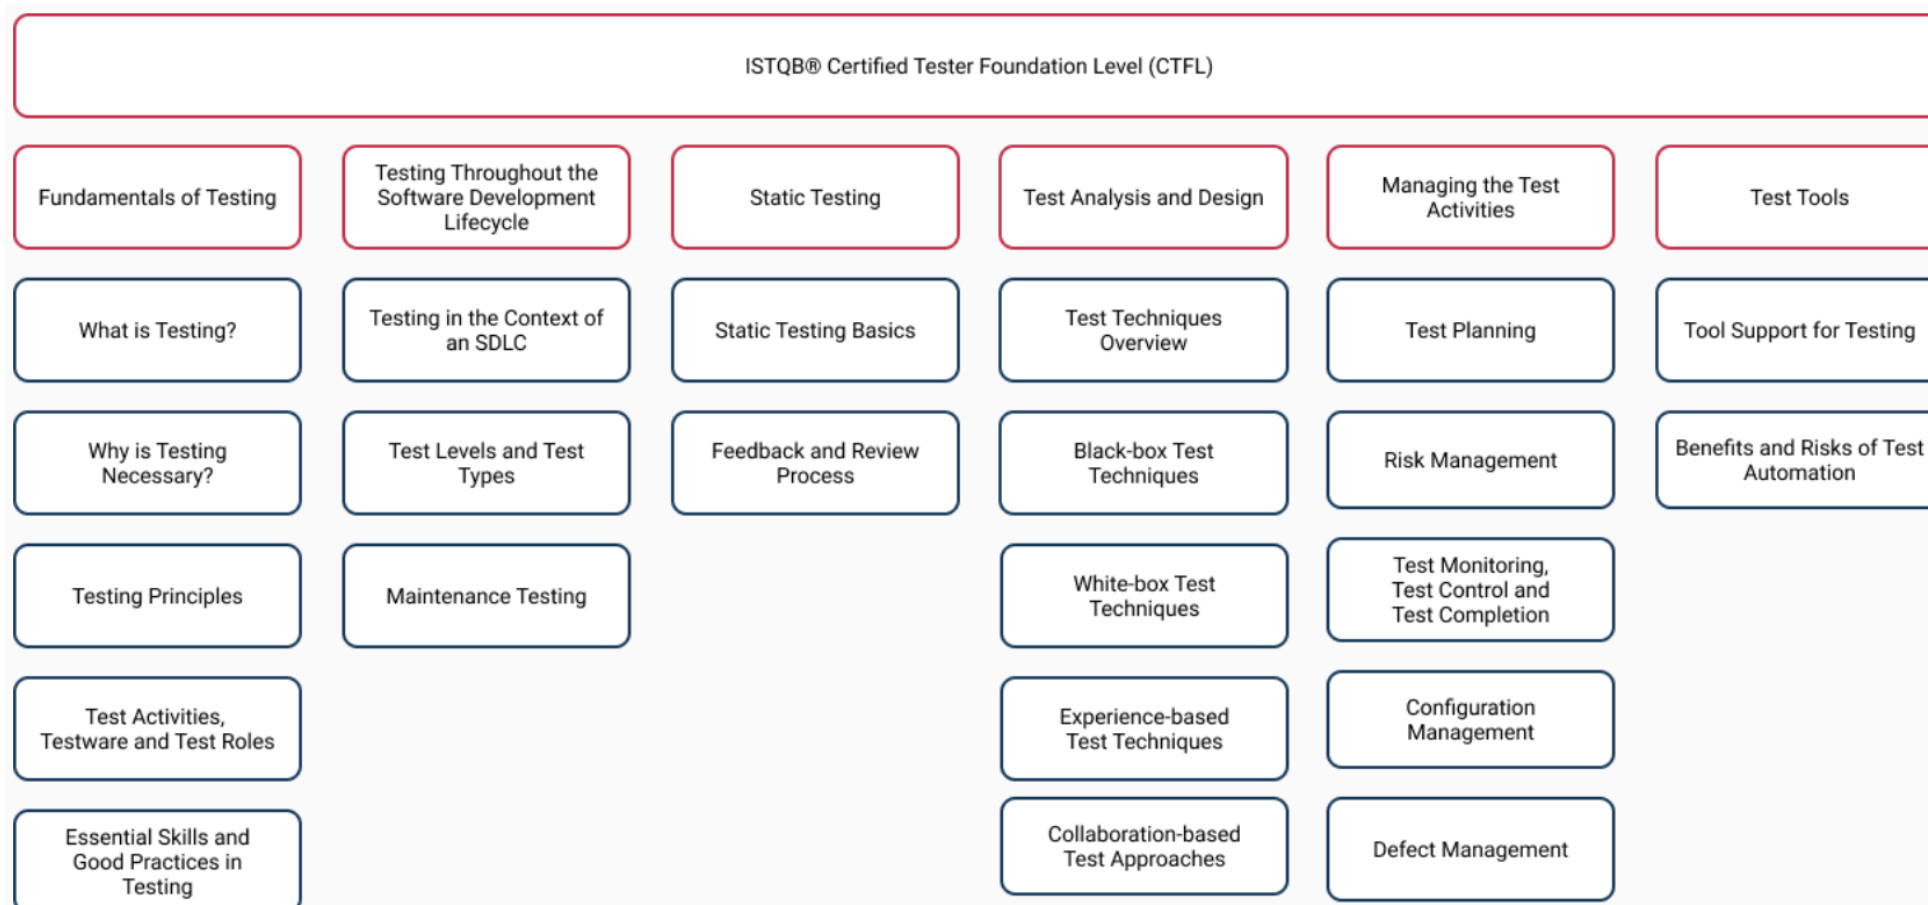 ISTQB® Certified Tester Foundation Level (CTFL)
Fundamentals of Testing
Testing Throughout the
Software Development
Lifecycle
Static Testing
Test Analysis and Design
Managing the Test
Activities
Test Tools
What is Testing?
Testing in the Context of
an SDLC
Static Testing Basics
Test Techniques
Overview
Test Planning
Tool Support for Testing
Why is Testing
Necessary?
Test Levels and Test
Types
Feedback and Review
Process
Black-box Test
Techniques
Risk Management
Benefits and Risks of Test
Automation
Testing Principles
Maintenance Testing
White-box Test
Techniques
Test Monitoring,
Test Control and
Test Completion
Test Activities,
Testware and Test Roles
Experience-based
Test Techniques
Configuration
Management
Essential Skills and
Good Practices in
Testing
Collaboration-based
Test Approaches
Defect Management